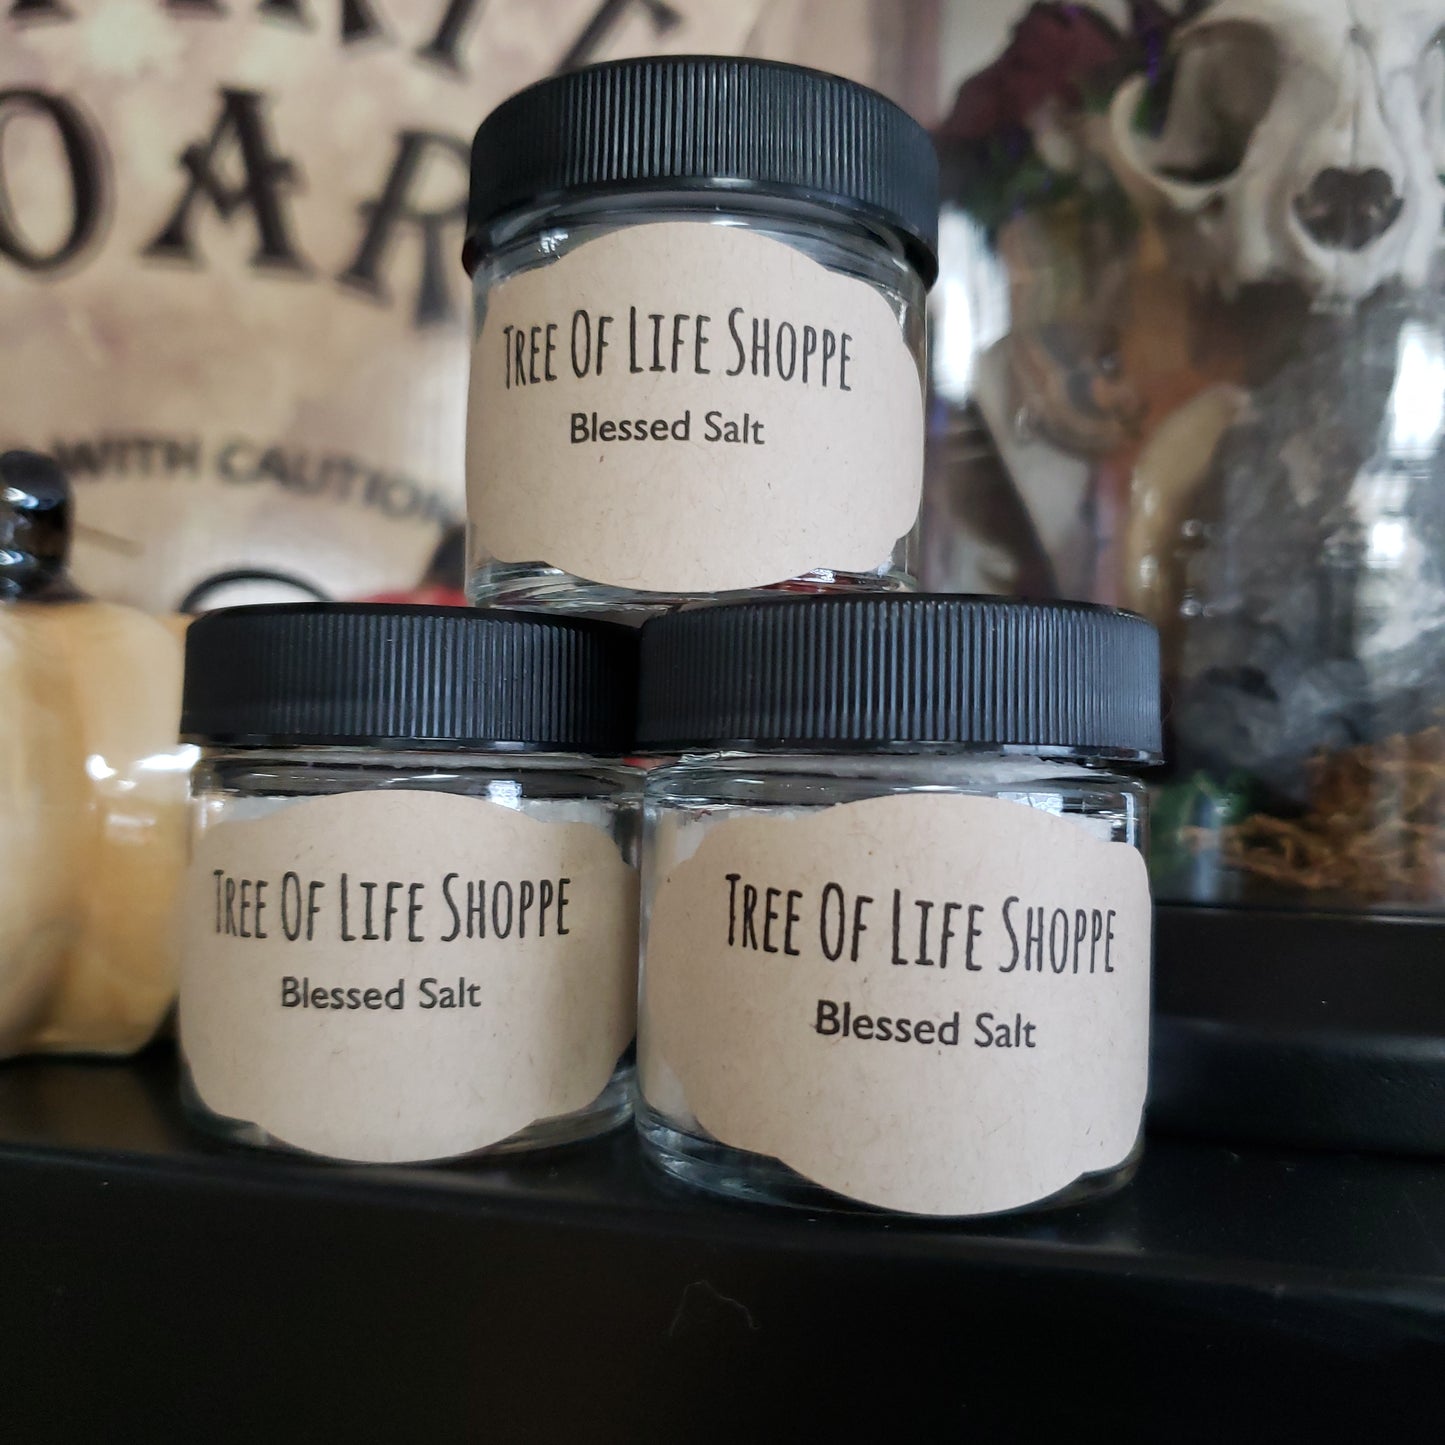 OAR
WITH CAUTION
TREE OF LIFE SHOPPE
Blessed Salt
TREE OF LIFE SHOPPE
Blessed Salt
TREE OF LIFE SHOPPE
Blessed Salt